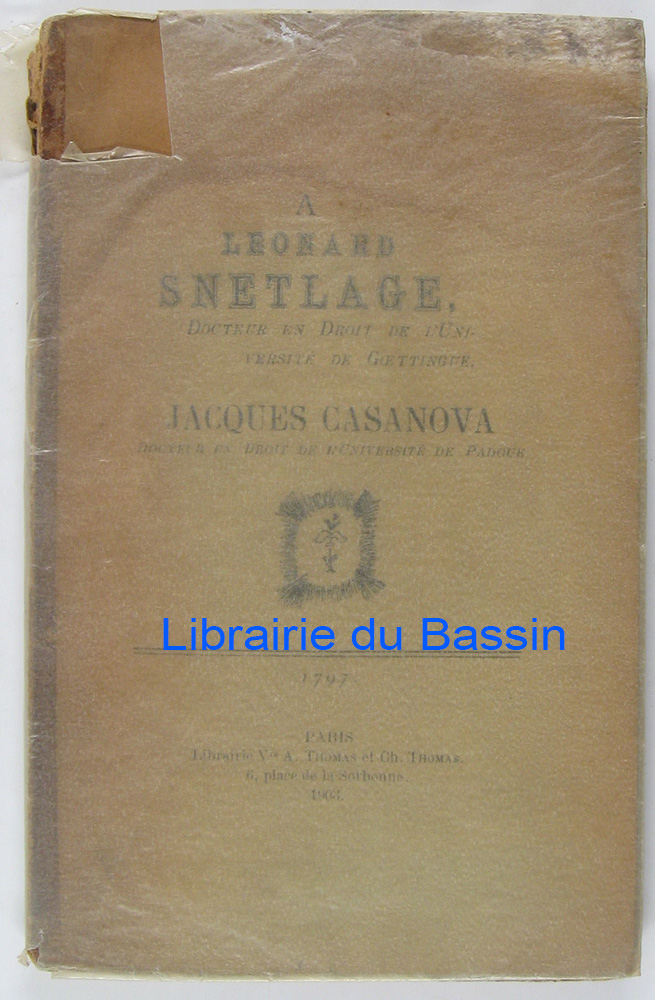 A
LEONARD
SNETLAGE,
DOCTEUR EN DROIT DE L'UNI-
VERSITÉ DE GŒTTINGUE,
JACQUES CASANOVA
DOCTEUR EN DROIT DE L'UNIVERSITÉ DE PADOUE
Librairie du Bassin
1797
PARIS
Librairie Vve A. THOMAS et Ch. THOMAS.
6, place de la Sorbonne.
1903.